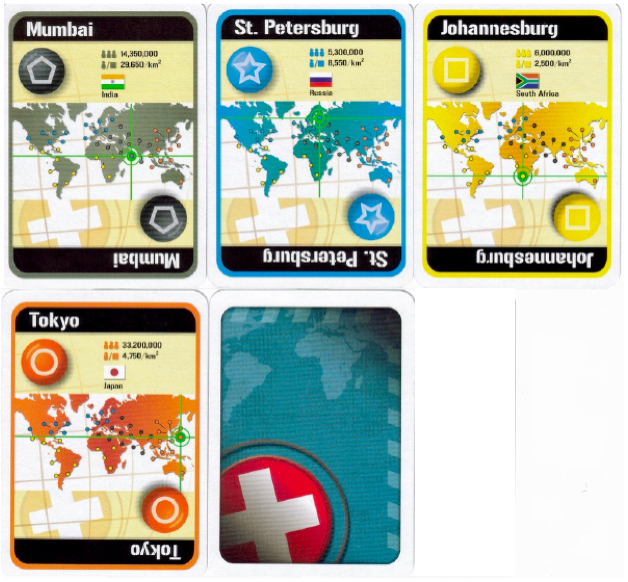 Mumbai
14,350,000
29,650/km²
India
Mumbai
St. Petersburg
5,300,000
8,550/km²
Russia
St. Petersburg
Johannesburg
6,000,000
2,500/km²
South Africa
Johannesburg
Tokyo
33,200,000
4,750/km²
Japan
Tokyo